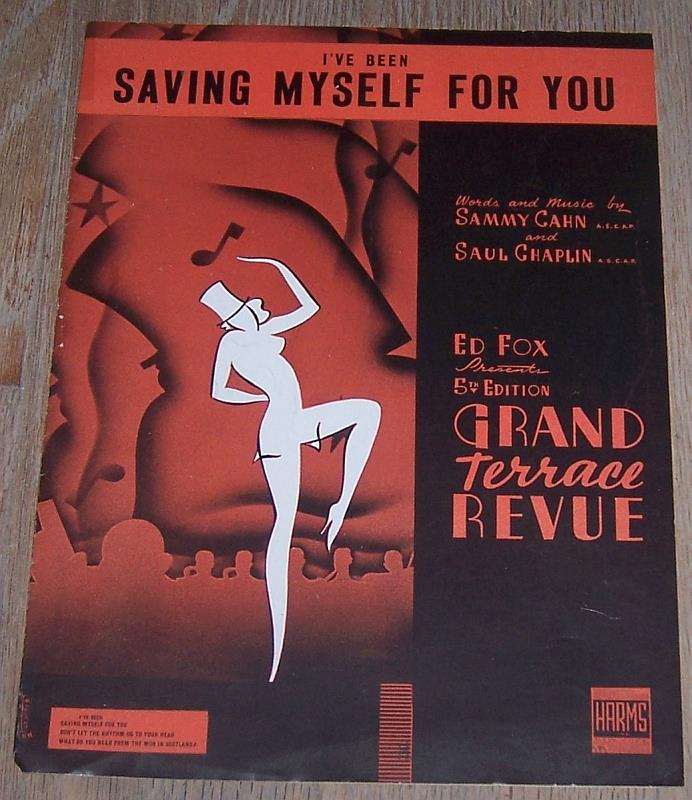 I'VE BEEN
SAVING MYSELF FOR YOU
Words and Music by
SAMMY CAHN A.S.C.A.P.
and
SAUL CHAPLIN A.S.C.A.P.
ED FOX
Presents
5TH EDITION
GRAND
Terrace
REVUE
I'VE BEEN
SAVING MYSELF FOR YOU
DON'T LET THE RHYTHM GO TO YOUR HEAD
WHAT DO YOU HEAR FROM THE MOB IN SCOTLAND?
HARMS